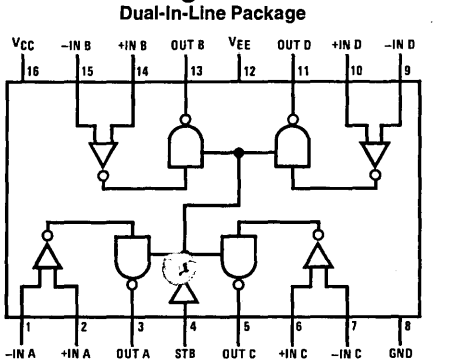 Dual-In-Line Package
VCC −IN B +IN B OUT B VEE OUT D +IN D −IN D
16 15 14 13 12 11 10 9
1 2 3 4 5 6 7 8
−IN A +IN A OUT A STB OUT C +IN C −IN C GND